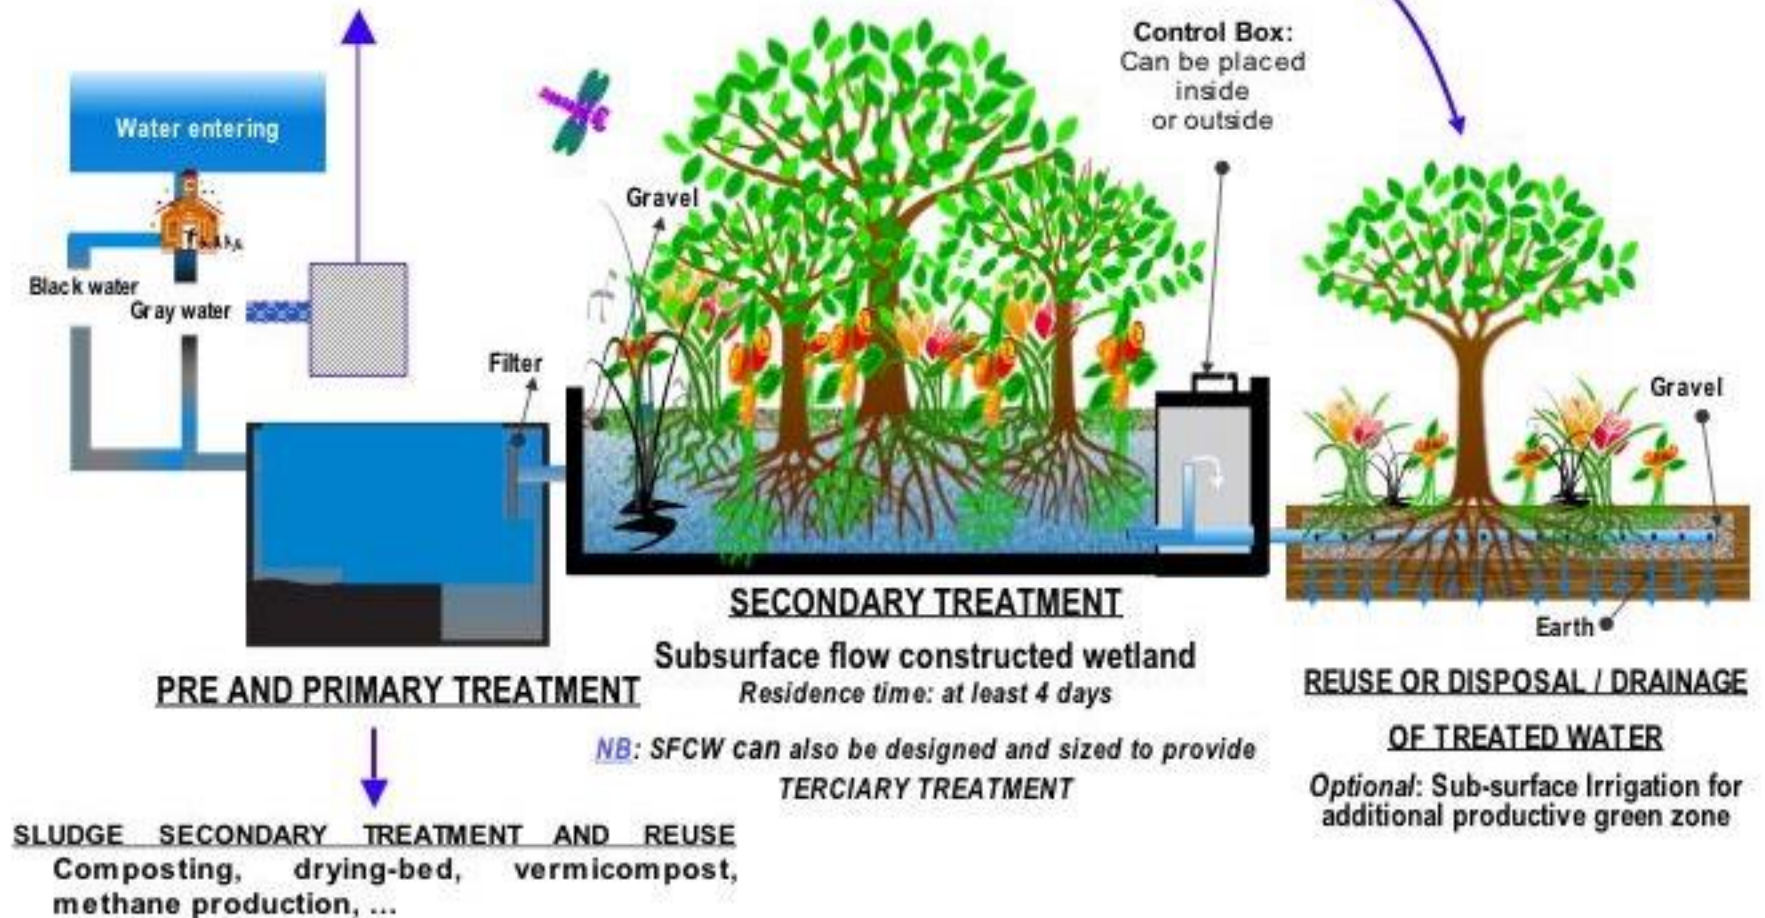 Water entering
Black water
Gray water
Filter
Gravel
Control Box:
Can be placed
inside
or outside
Gravel
Earth
PRE AND PRIMARY TREATMENT
SECONDARY TREATMENT
Subsurface flow constructed wetland
Residence time: at least 4 days
NB: SFCW can also be designed and sized to provide
TERCIARY TREATMENT
REUSE OR DISPOSAL / DRAINAGE
OF TREATED WATER
Optional: Sub-surface Irrigation for
additional productive green zone
SLUDGE SECONDARY TREATMENT AND REUSE
Composting, drying-bed, vermicompost,
methane production, ...